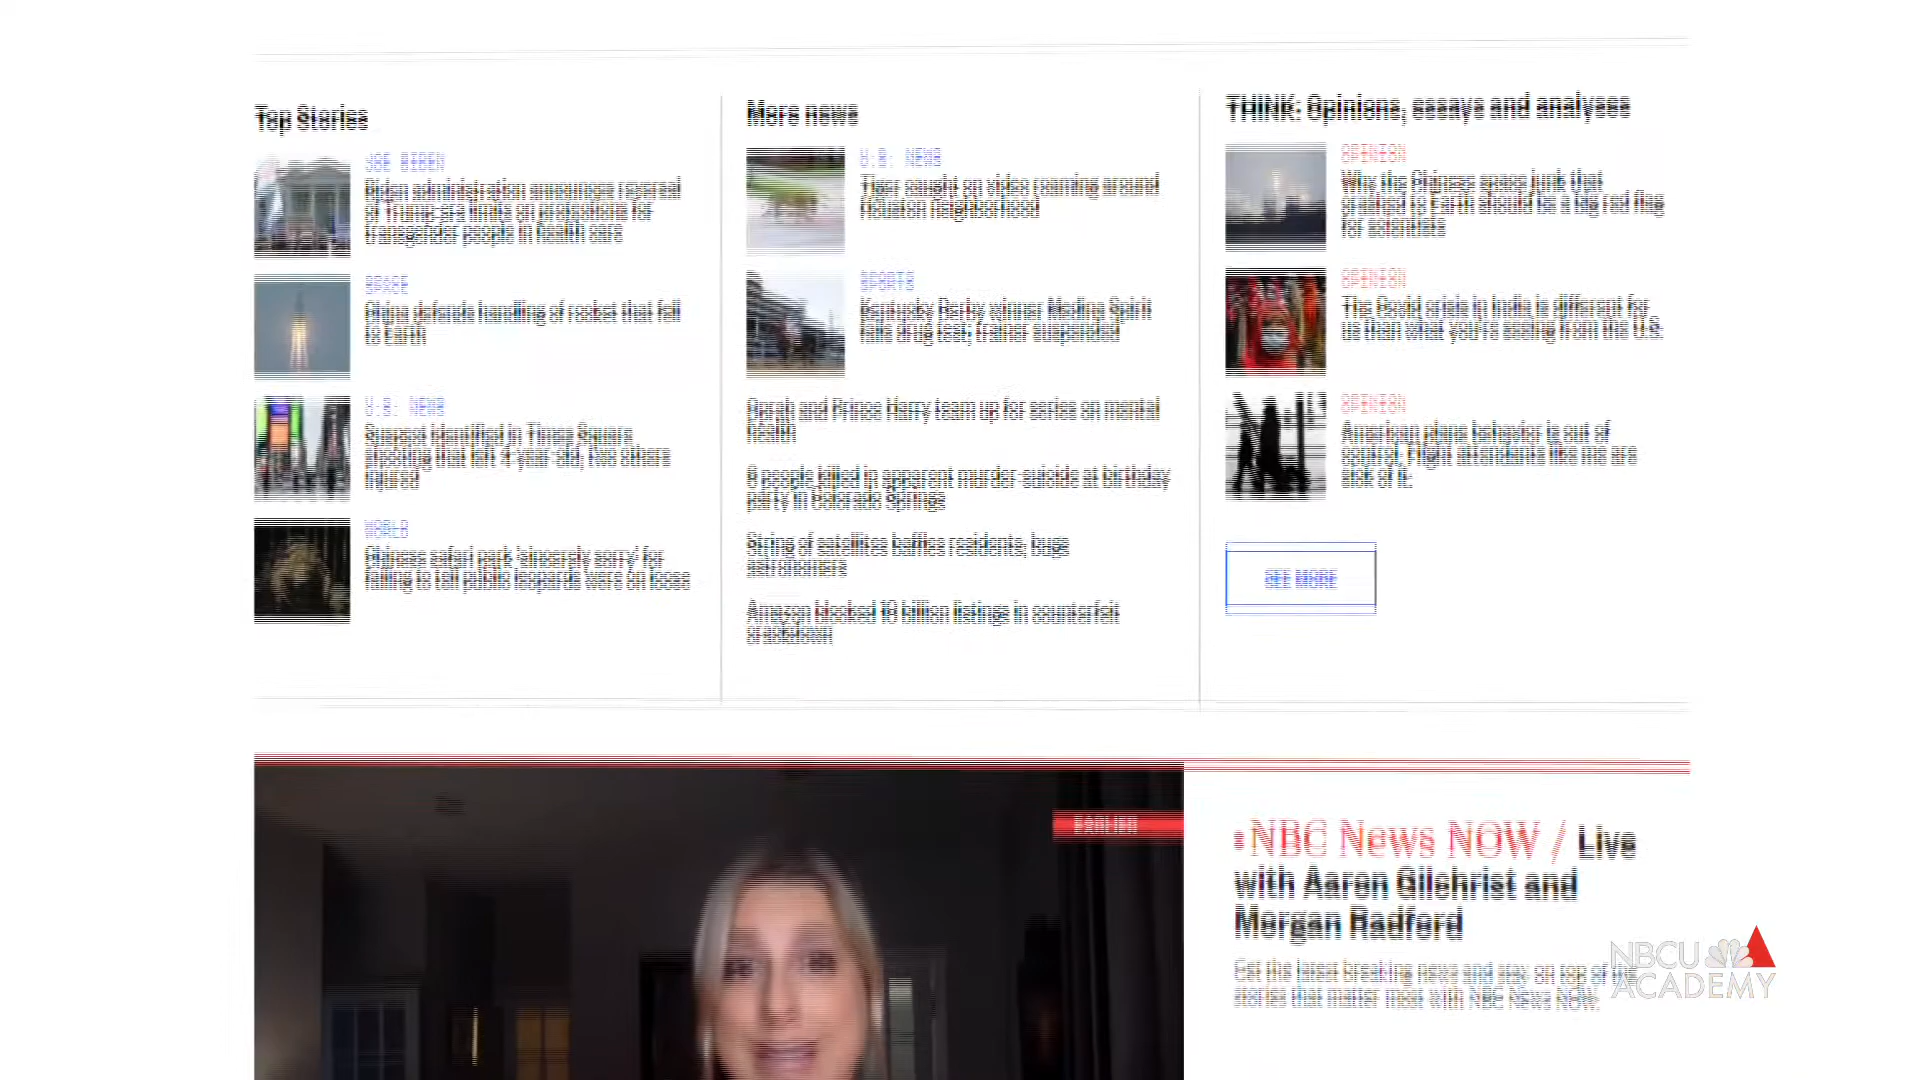 Top Stories
JOE BIDEN
Biden administration announces reversal
of Trump-era limits on protections for
transgender people in health care
SPACE
China defends handling of rocket that fell
to Earth
U.S. NEWS
Suspect identified in Times Square
shooting that left 4-year-old, two others
injured
WORLD
Chinese safari park 'sincerely sorry' for
failing to tell public leopards were on loose
More news
U.S. NEWS
Tiger caught on video roaming around
Houston neighborhood
SPORTS
Kentucky Derby winner Medina Spirit
fails drug test; trainer suspended
Oprah and Prince Harry team up for series on mental
health
6 people killed in apparent murder-suicide at birthday
party in Colorado Springs
String of satellites baffles residents, bugs
astronomers
Amazon blocked 10 billion listings in counterfeit
crackdown
THINK: Opinions, essays and analyses
OPINION
Why the Chinese space junk that
crashed to Earth should be a big red flag
for scientists
OPINION
The Covid crisis in India is different for
us than what you're seeing from the U.S.
OPINION
American plane behavior is out of
control. Flight attendants like me are
sick of it.
SEE MORE
EARLIER
NBC News NOW / Live
with Aaron Gilchrist and
Morgan Radford
Get the latest breaking news and stay on top of the
stories that matter most with NBC News NOW.
NBCU
ACADEMY